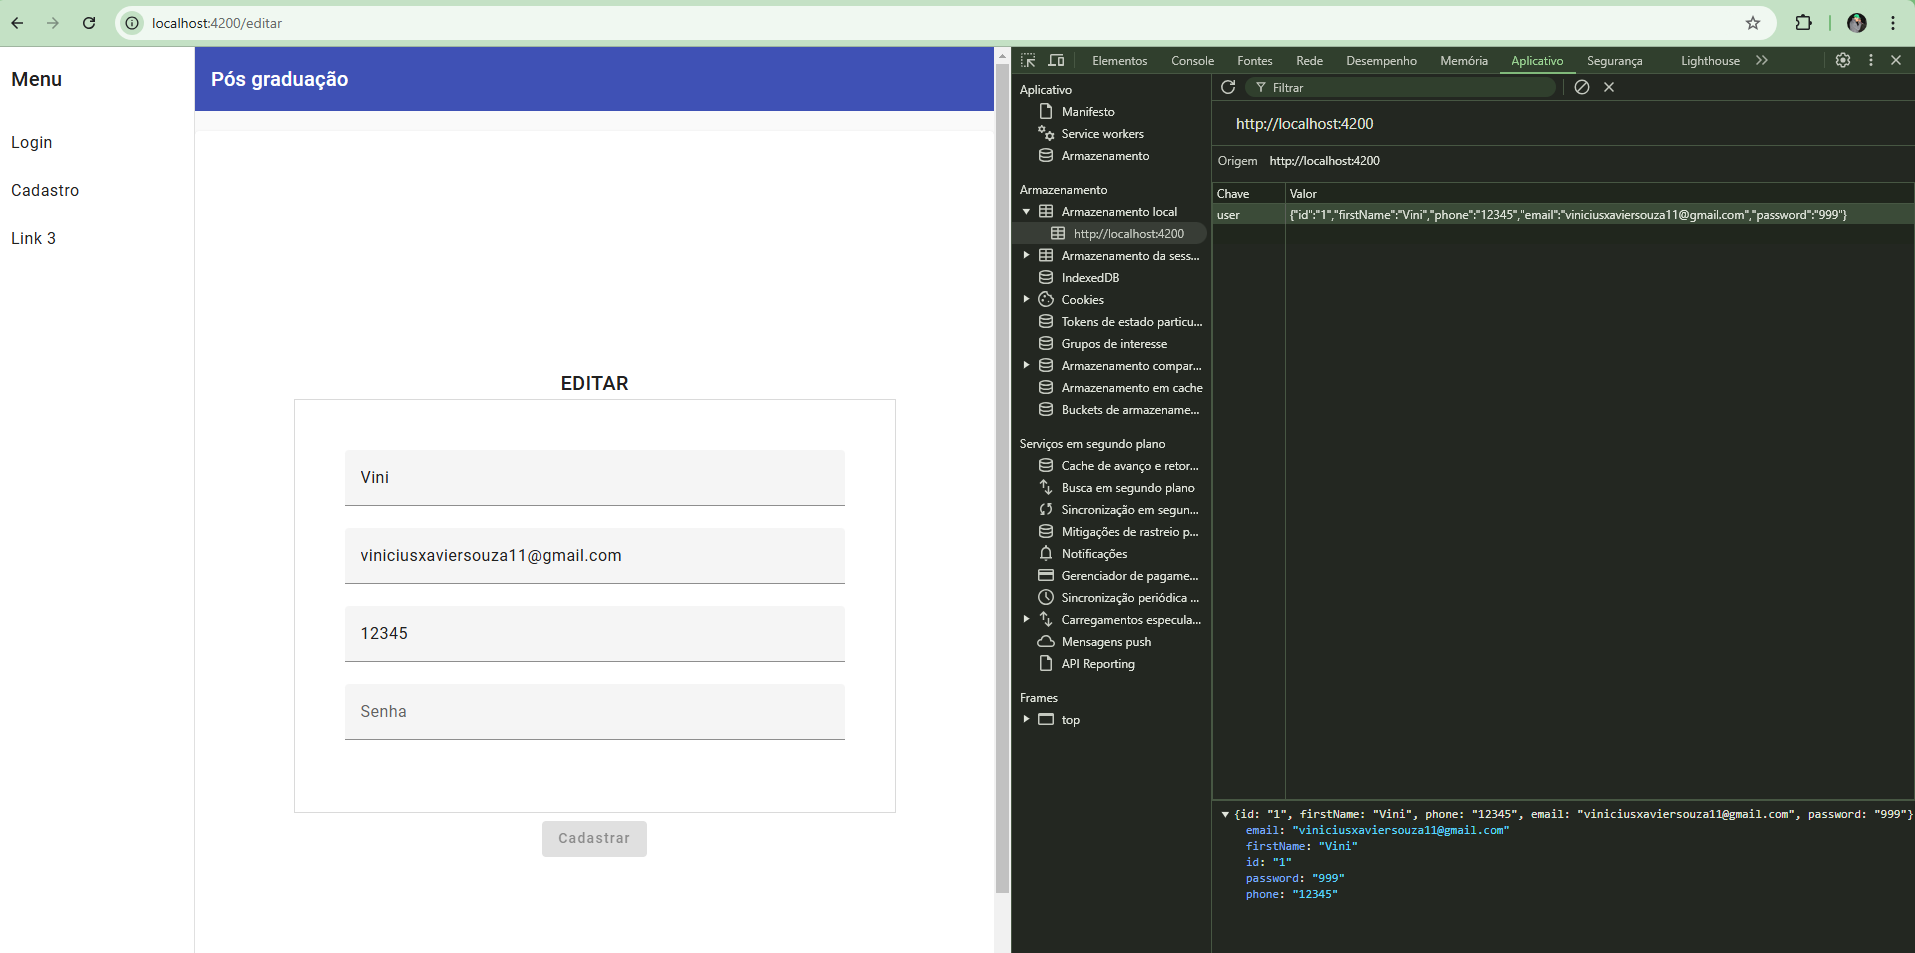 localhost:4200/editar
Menu
Login
Cadastro
Link 3
Pós graduação
EDITAR
Vini
viniciusxaviersouza11@gmail.com
12345
Senha
Cadastrar
Elementos Console Fontes Rede Desempenho Memória Aplicativo Segurança Lighthouse
Aplicativo
Manifesto
Service workers
Armazenamento
Armazenamento
Armazenamento local
http://localhost:4200
Armazenamento da sess...
IndexedDB
Cookies
Tokens de estado particu...
Grupos de interesse
Armazenamento compar...
Armazenamento em cache
Buckets de armazename...
Serviços em segundo plano
Cache de avanço e retor...
Busca em segundo plano
Sincronização em segun...
Mitigações de rastreio p...
Notificações
Gerenciador de pagame...
Sincronização periódica ...
Carregamentos especula...
Mensagens push
API Reporting
Frames
top
Filtrar
http://localhost:4200
Origem http://localhost:4200
Chave Valor
user {"id":"1","firstName":"Vini","phone":"12345","email":"viniciusxaviersouza11@gmail.com","password":"999"}
{id: "1", firstName: "Vini", phone: "12345", email: "viniciusxaviersouza11@gmail.com", password: "999"}
email: "viniciusxaviersouza11@gmail.com"
firstName: "Vini"
id: "1"
password: "999"
phone: "12345"